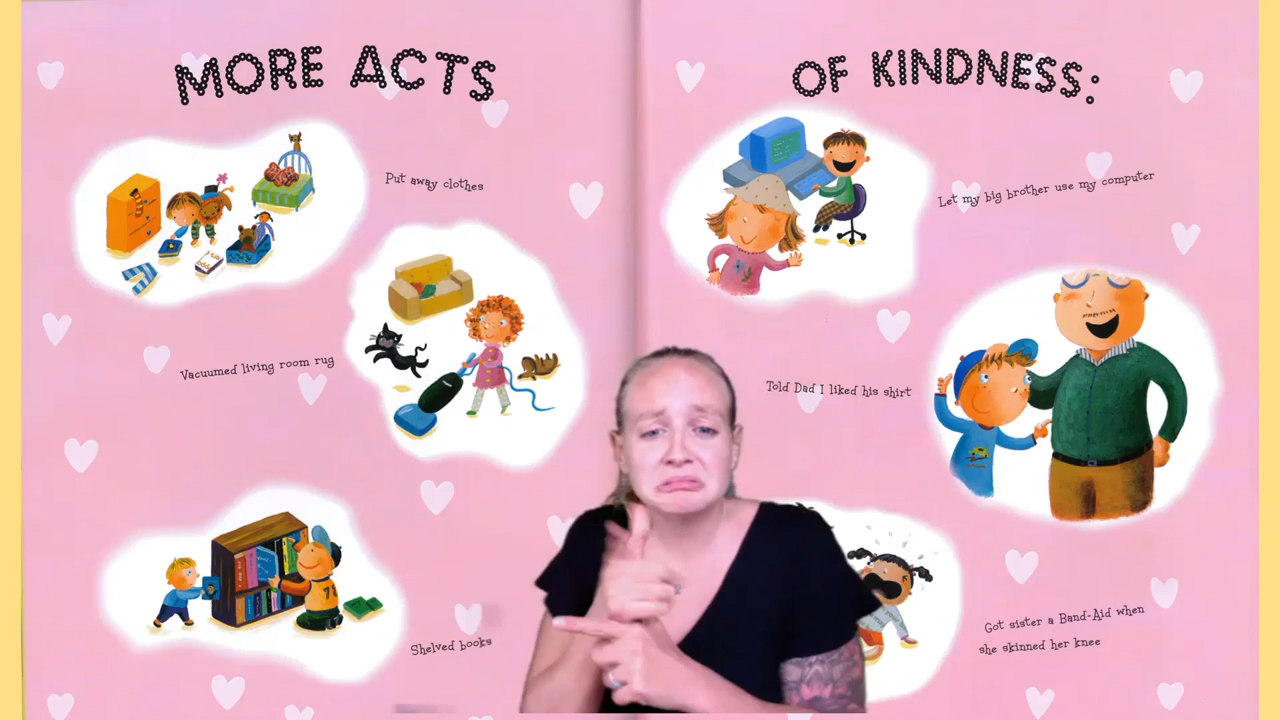 MORE ACTS
Put away clothes
Vacuumed living room rug
Shelved books
OF KINDNESS:
Let my big brother use my computer
Told Dad I liked his shirt
Got sister a Band-Aid when
she skinned her knee